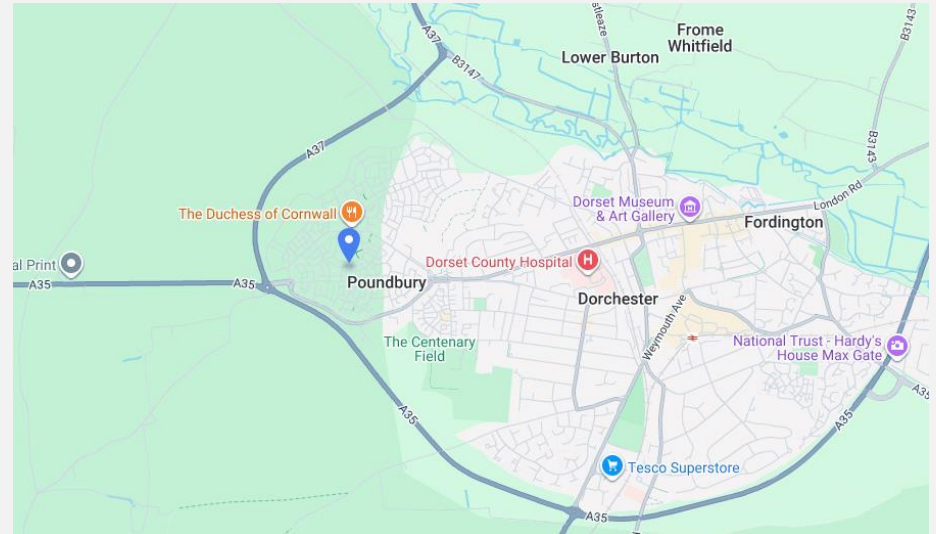 Frome
Whitfield
B3143
A37
Lower Burton
B3147
A37
B3143
London Rd
Dorset Museum
& Art Gallery
The Duchess of Cornwall
Fordington
al Print
Dorset County Hospital
H
A35
A35
Poundbury
Dorchester
Weymouth Ave
The Centenary
Field
National Trust - Hardy's
House Max Gate
A35
A35
A35
Tesco Superstore
A35